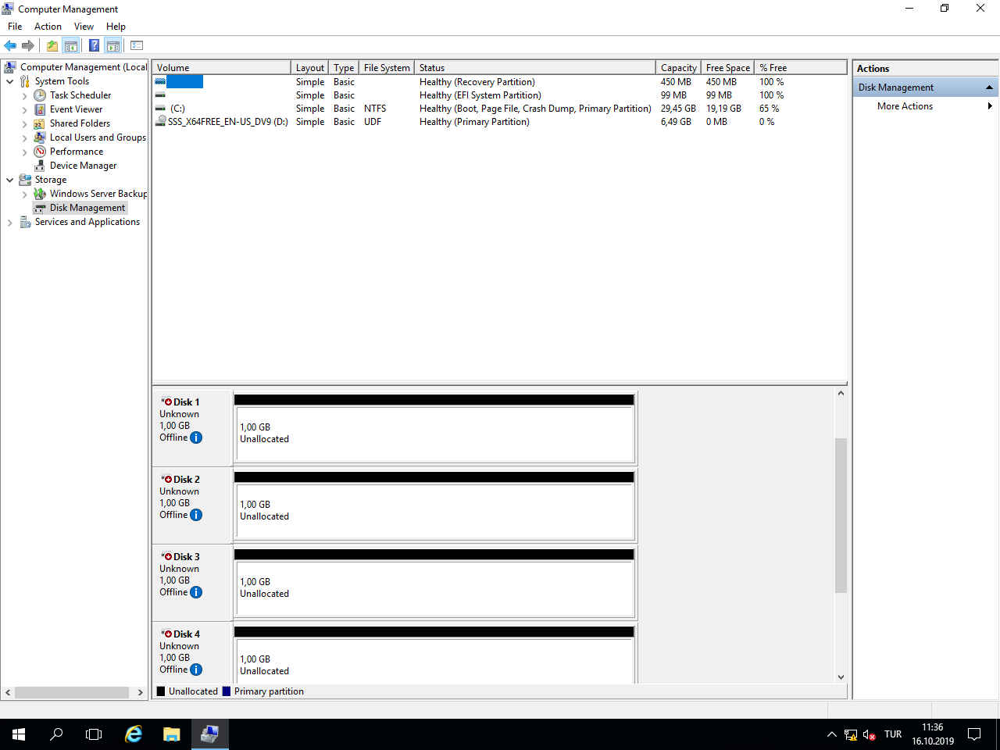 Computer Management
File Action View Help
Computer Management (Local
System Tools
Task Scheduler
Event Viewer
Shared Folders
Local Users and Groups
Performance
Device Manager
Storage
Windows Server Backup
Disk Management
Services and Applications
Volume Layout Type File System Status Capacity Free Space % Free
Simple Basic Healthy (Recovery Partition) 450 MB 450 MB 100 %
Simple Basic Healthy (EFI System Partition) 99 MB 99 MB 100 %
(C:) Simple Basic NTFS Healthy (Boot, Page File, Crash Dump, Primary Partition) 29,45 GB 19,19 GB 65 %
SSS_X64FREE_EN-US_DV9 (D:) Simple Basic UDF Healthy (Primary Partition) 6,49 GB 0 MB 0 %
Disk 1
Unknown
1,00 GB
Offline
1,00 GB
Unallocated
Disk 2
Unknown
1,00 GB
Offline
1,00 GB
Unallocated
Disk 3
Unknown
1,00 GB
Offline
1,00 GB
Unallocated
Disk 4
Unknown
1,00 GB
Offline
1,00 GB
Unallocated
Unallocated Primary partition
Actions
Disk Management
More Actions
TUR
11:36
16.10.2019